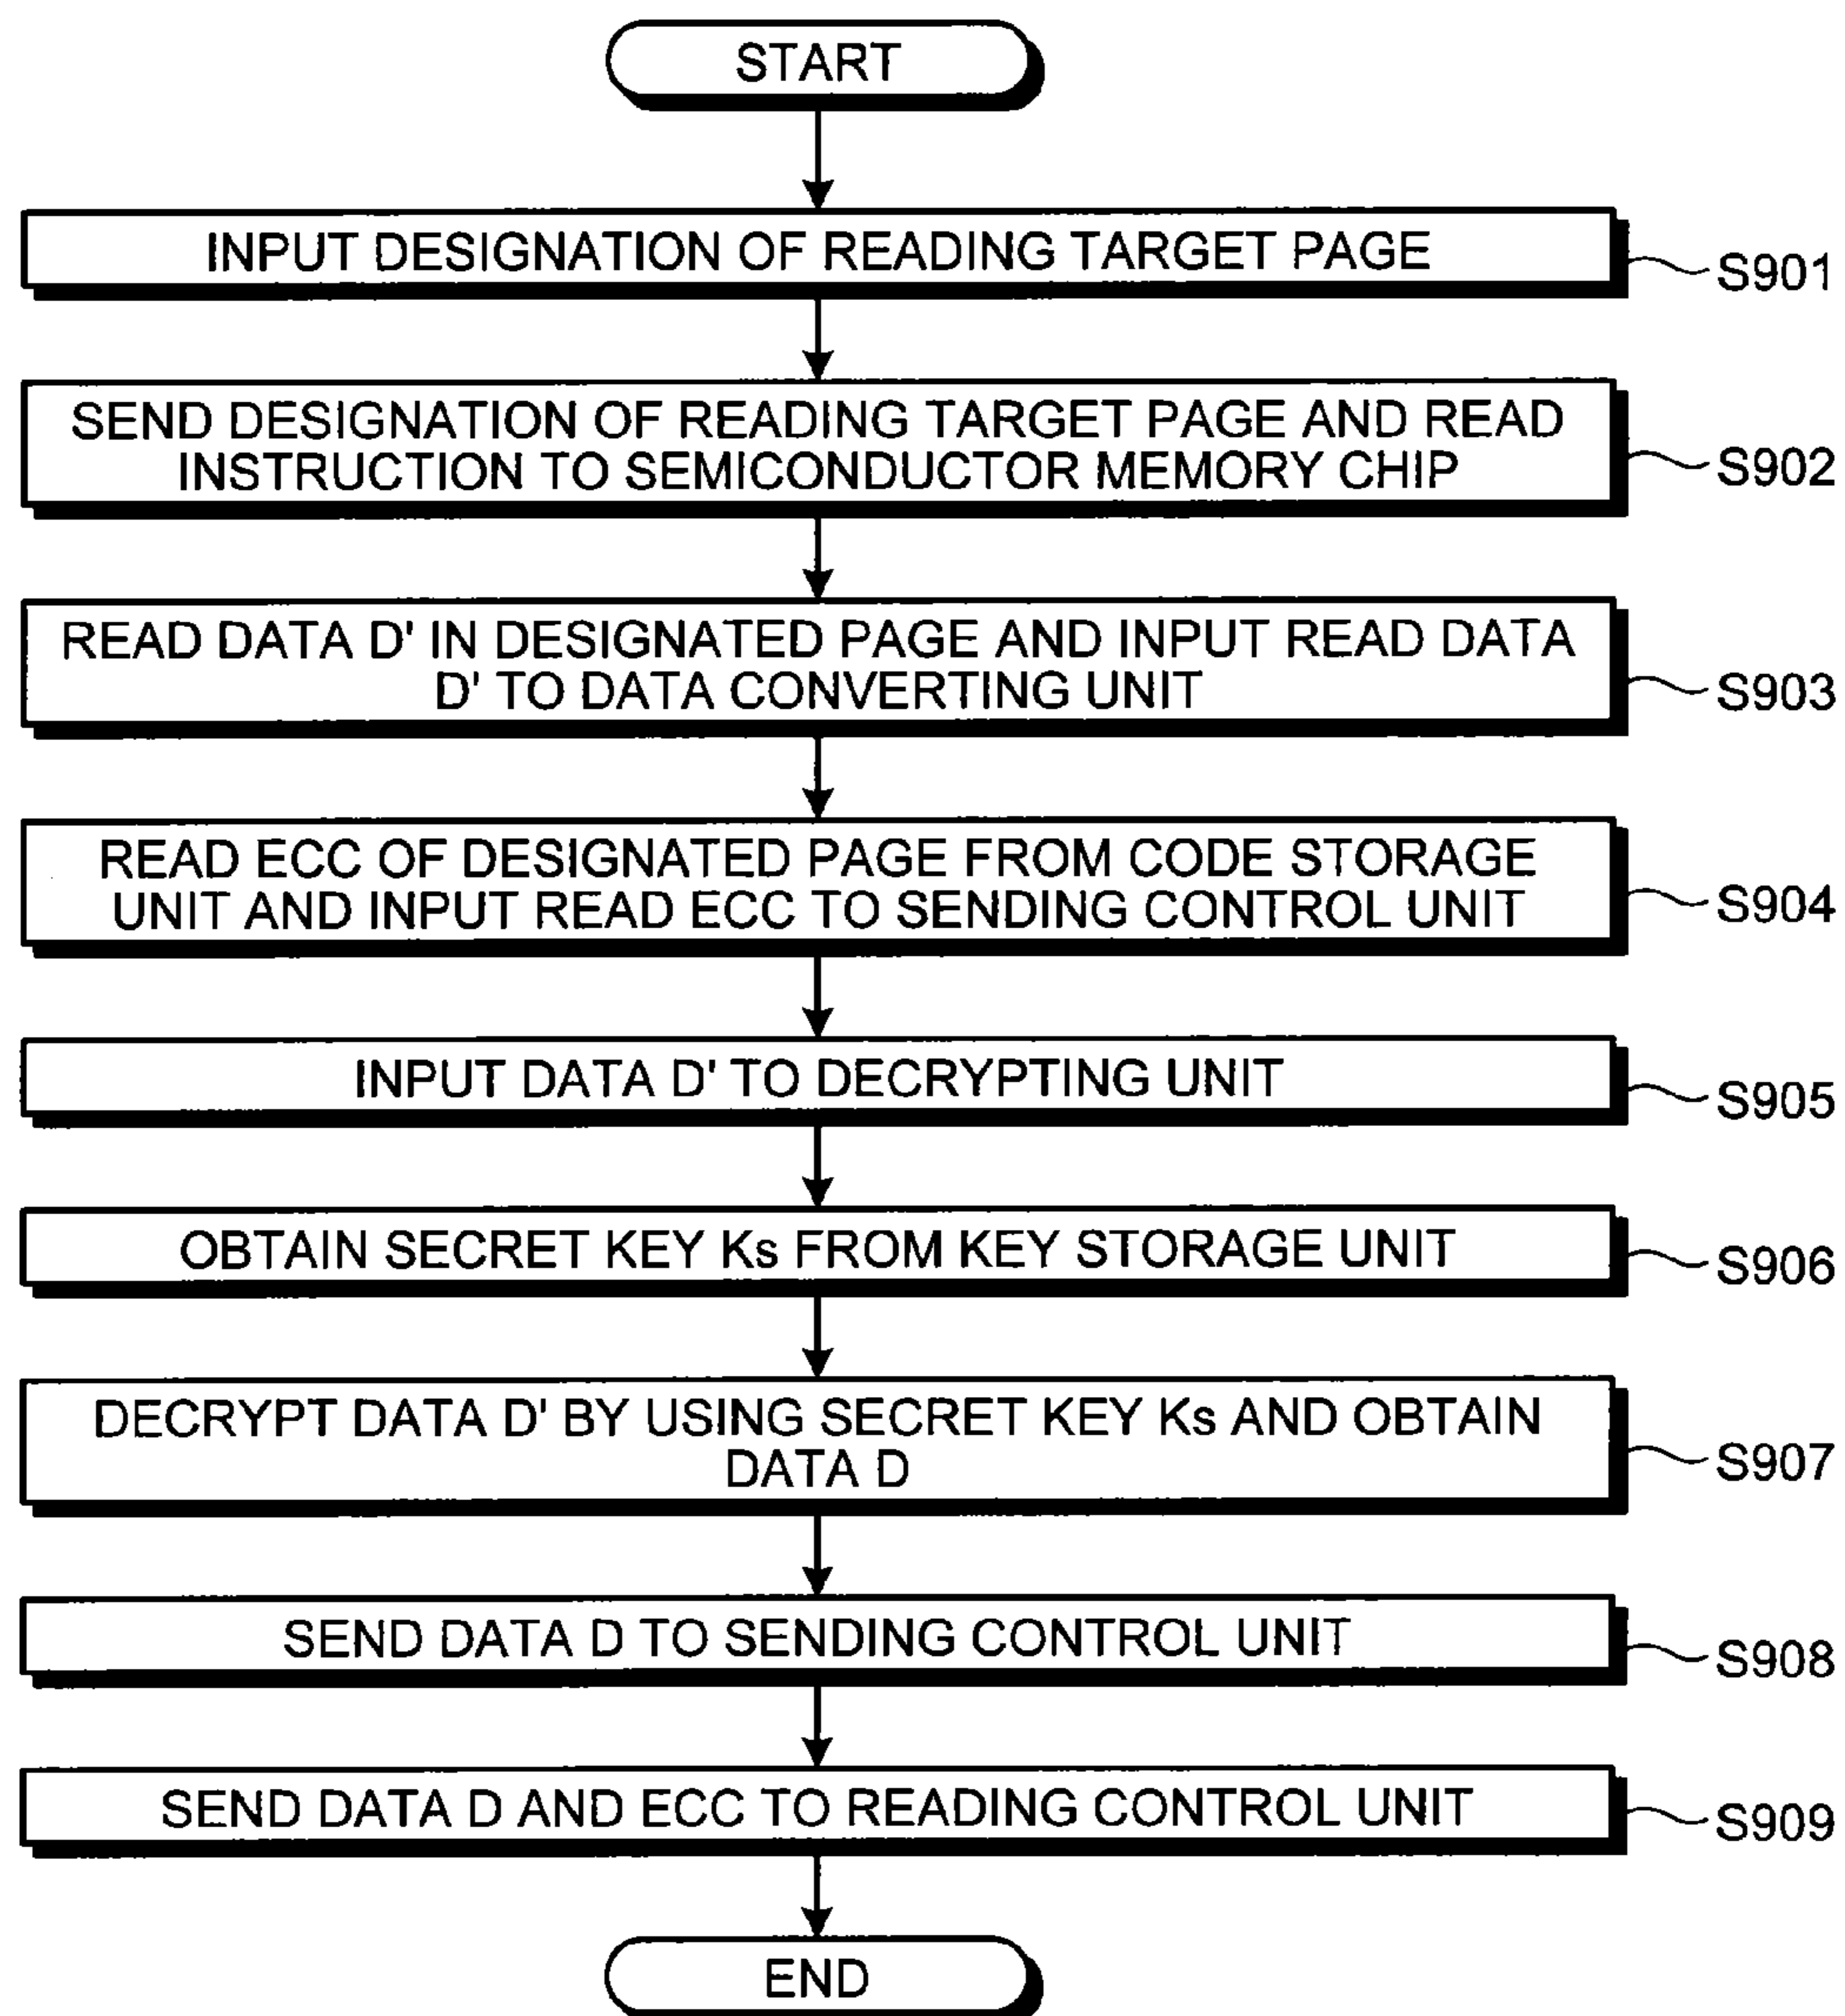 START
INPUT DESIGNATION OF READING TARGET PAGE
S901
SEND DESIGNATION OF READING TARGET PAGE AND READ
INSTRUCTION TO SEMICONDUCTOR MEMORY CHIP
S902
READ DATA D' IN DESIGNATED PAGE AND INPUT READ DATA
D' TO DATA CONVERTING UNIT
S903
READ ECC OF DESIGNATED PAGE FROM CODE STORAGE
UNIT AND INPUT READ ECC TO SENDING CONTROL UNIT
S904
INPUT DATA D' TO DECRYPTING UNIT
S905
OBTAIN SECRET KEY Ks FROM KEY STORAGE UNIT
S906
DECRYPT DATA D' BY USING SECRET KEY Ks AND OBTAIN
DATA D
S907
SEND DATA D TO SENDING CONTROL UNIT
S908
SEND DATA D AND ECC TO READING CONTROL UNIT
S909
END